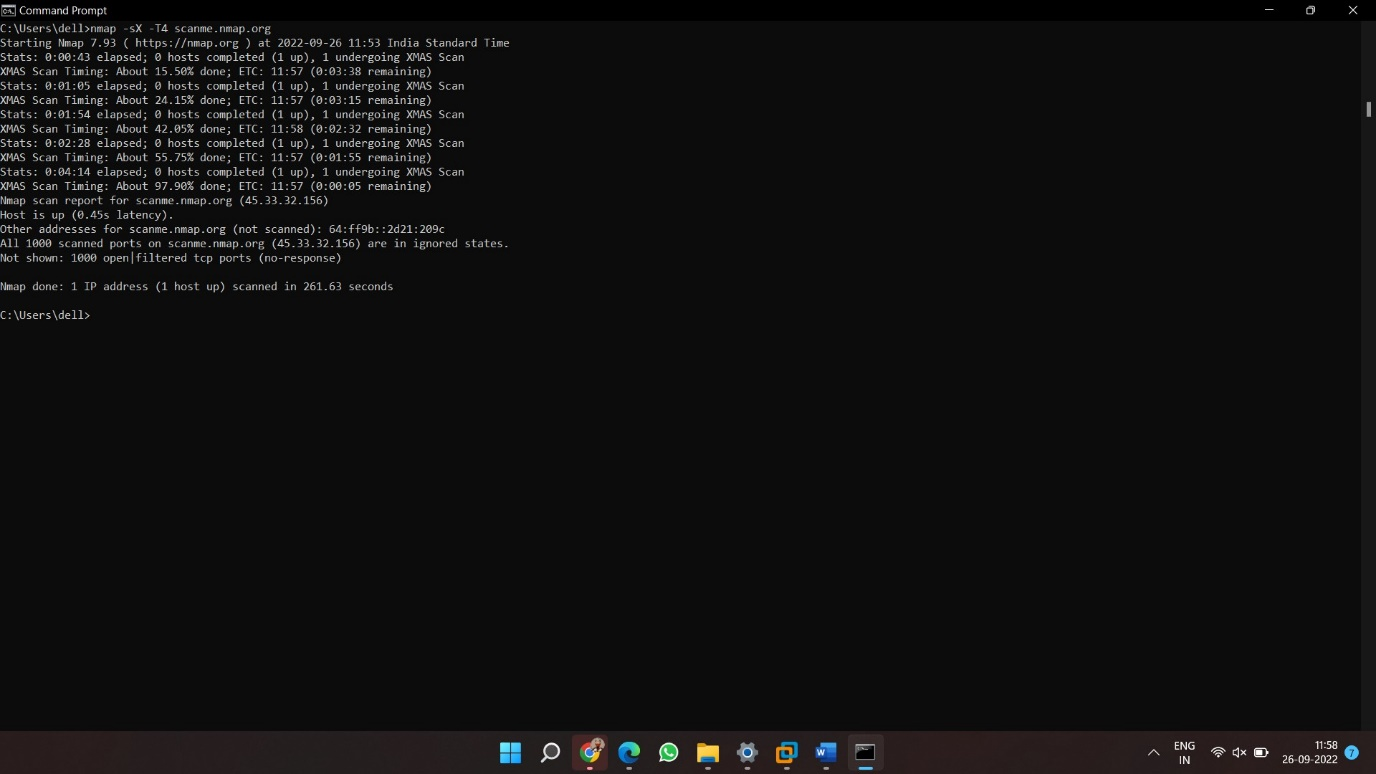 Command Prompt
C:\Users\dell>nmap -sX -T4 scanme.nmap.org
Starting Nmap 7.93 ( https://nmap.org ) at 2022-09-26 11:53 India Standard Time
Stats: 0:00:43 elapsed; 0 hosts completed (1 up), 1 undergoing XMAS Scan
XMAS Scan Timing: About 15.50% done; ETC: 11:57 (0:03:38 remaining)
Stats: 0:01:05 elapsed; 0 hosts completed (1 up), 1 undergoing XMAS Scan
XMAS Scan Timing: About 24.15% done; ETC: 11:57 (0:03:15 remaining)
Stats: 0:01:54 elapsed; 0 hosts completed (1 up), 1 undergoing XMAS Scan
XMAS Scan Timing: About 42.05% done; ETC: 11:58 (0:02:32 remaining)
Stats: 0:02:28 elapsed; 0 hosts completed (1 up), 1 undergoing XMAS Scan
XMAS Scan Timing: About 55.75% done; ETC: 11:57 (0:01:55 remaining)
Stats: 0:04:14 elapsed; 0 hosts completed (1 up), 1 undergoing XMAS Scan
XMAS Scan Timing: About 97.90% done; ETC: 11:57 (0:00:05 remaining)
Nmap scan report for scanme.nmap.org (45.33.32.156)
Host is up (0.45s latency).
Other addresses for scanme.nmap.org (not scanned): 64:ff9b::2d21:209c
All 1000 scanned ports on scanme.nmap.org (45.33.32.156) are in ignored states.
Not shown: 1000 open|filtered tcp ports (no-response)
Nmap done: 1 IP address (1 host up) scanned in 261.63 seconds
C:\Users\dell>
ENG
IN
11:58
26-09-2022
7